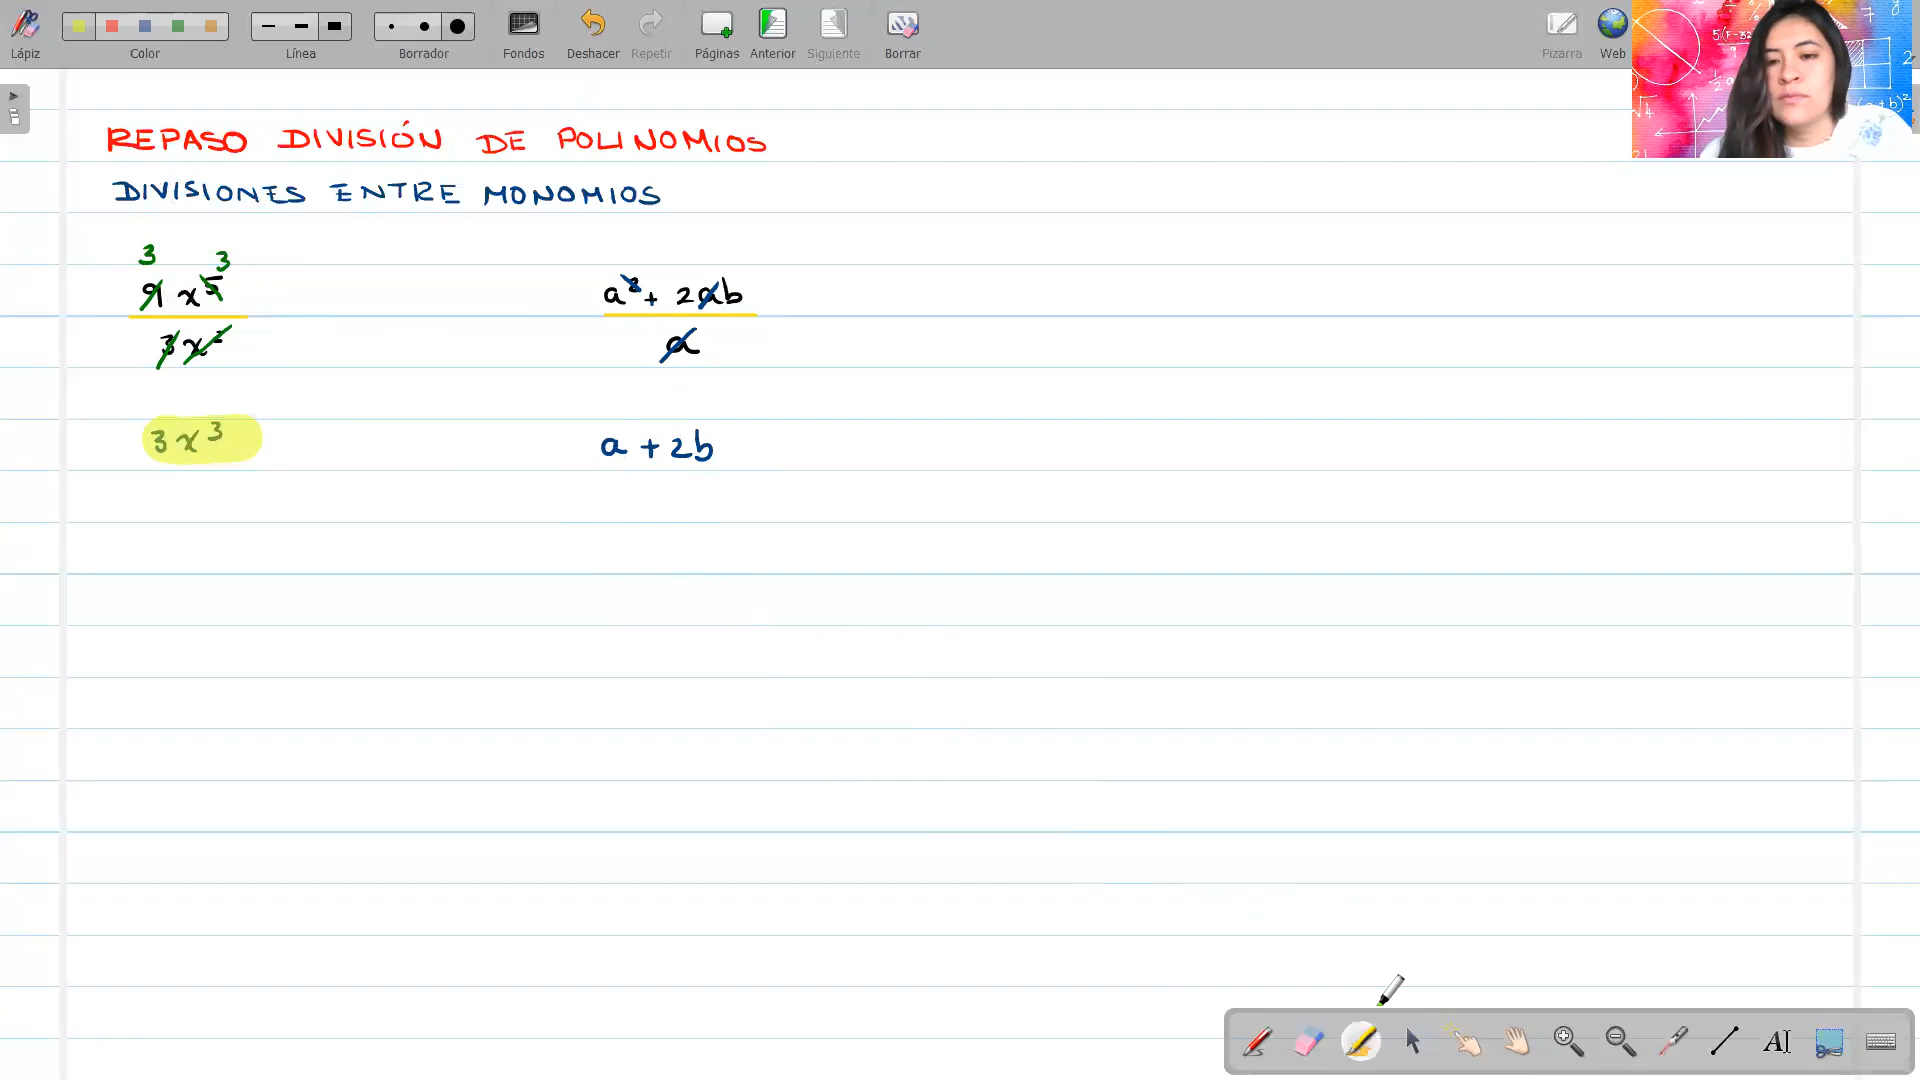 Lápiz Color Línea Borrador Fondos Deshacer Repetir Páginas Anterior Siguiente Borrar Pizarra Web
REPASO DIVISIÓN DE POLINOMIOS
DIVISIONES ENTRE MONOMIOS
3 3
9x⁵
3x²
3x³
a² + 2ab
a
a + 2b